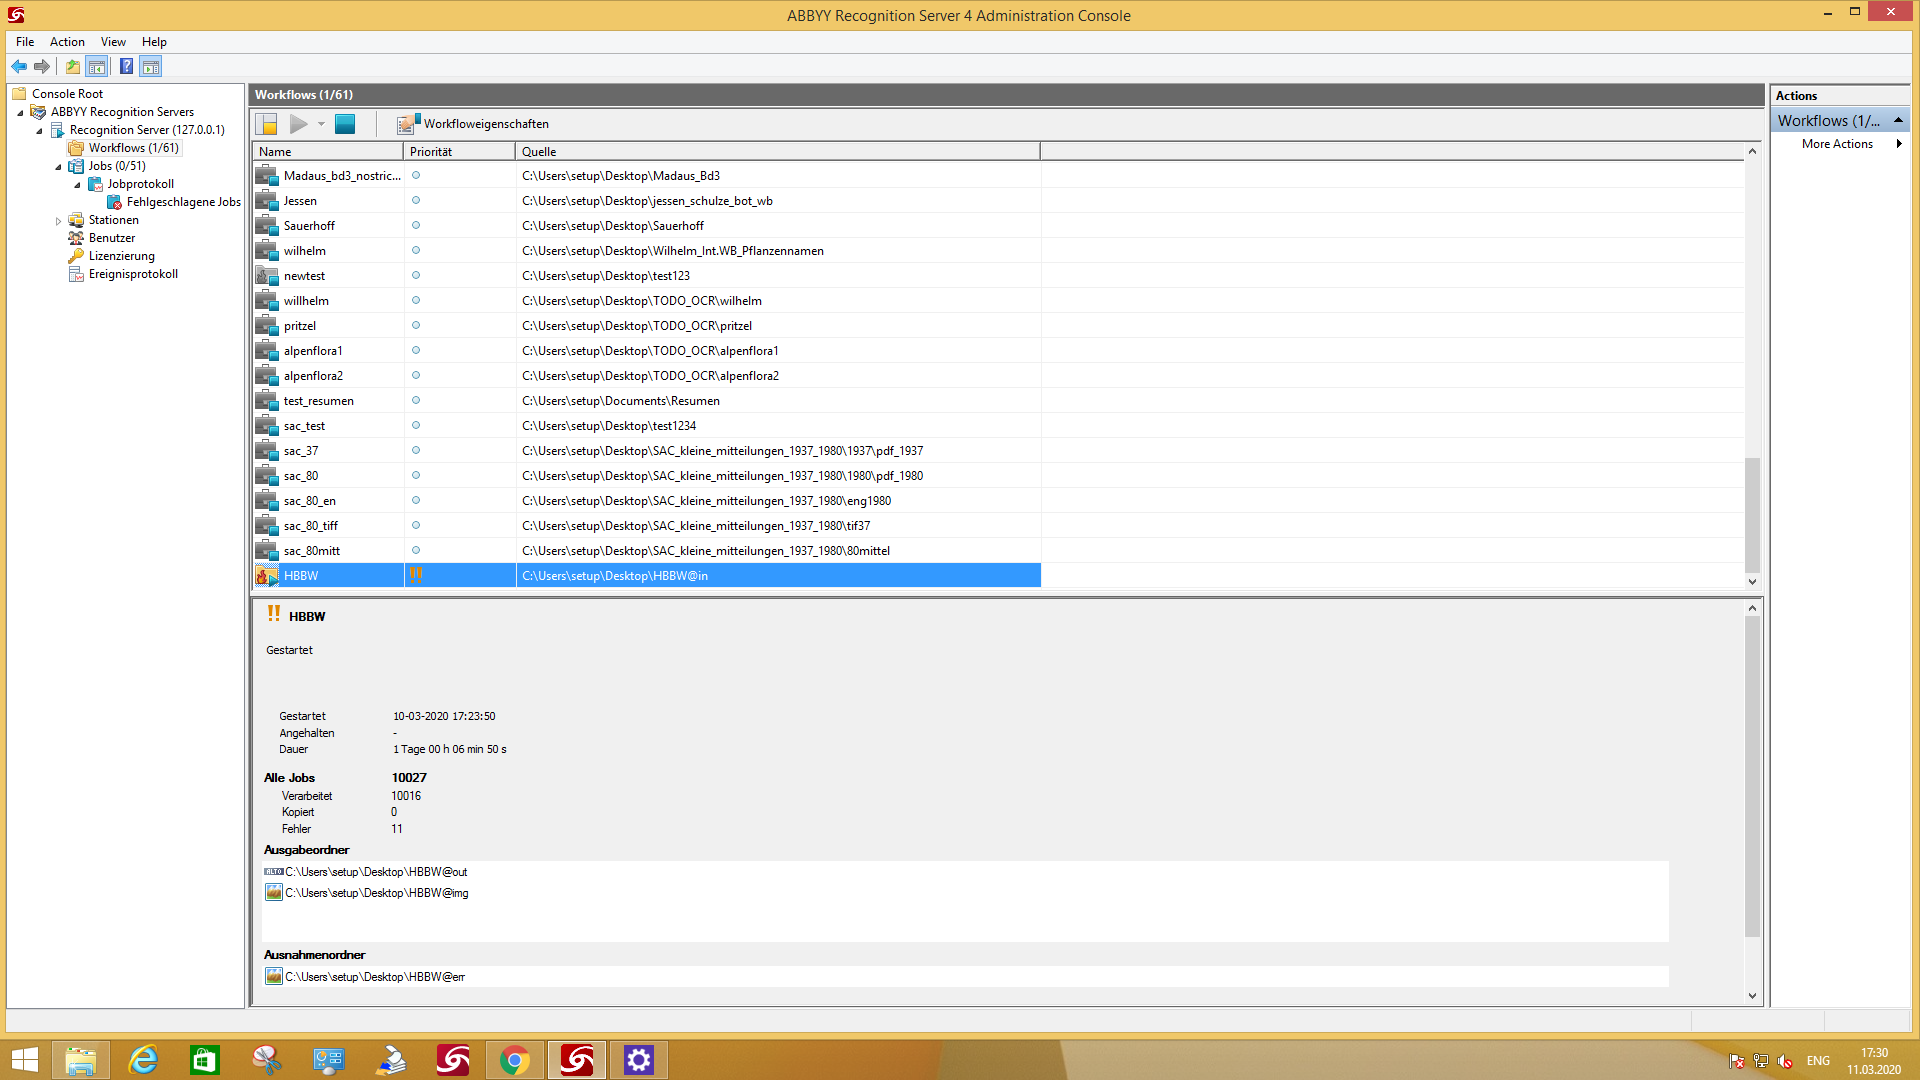 ABBYY Recognition Server 4 Administration Console
File Action View Help
Console Root
ABBYY Recognition Servers
Recognition Server (127.0.0.1)
Workflows (1/61)
Jobs (0/51)
Jobprotokoll
Fehlgeschlagene Jobs
Stationen
Benutzer
Lizenzierung
Ereignisprotokoll
Workflows (1/61)
Workfloweigenschaften
Name Priorität Quelle
Madaus_bd3_nostric... C:\Users\setup\Desktop\Madaus_Bd3
Jessen C:\Users\setup\Desktop\jessen_schulze_bot_wb
Sauerhoff C:\Users\setup\Desktop\Sauerhoff
wilhelm C:\Users\setup\Desktop\Wilhelm_Int.WB_Pflanzennamen
newtest C:\Users\setup\Desktop\test123
willhelm C:\Users\setup\Desktop\TODO_OCR\wilhelm
pritzel C:\Users\setup\Desktop\TODO_OCR\pritzel
alpenflora1 C:\Users\setup\Desktop\TODO_OCR\alpenflora1
alpenflora2 C:\Users\setup\Desktop\TODO_OCR\alpenflora2
test_resumen C:\Users\setup\Documents\Resumen
sac_test C:\Users\setup\Desktop\test1234
sac_37 C:\Users\setup\Desktop\SAC_kleine_mitteilungen_1937_1980\1937\pdf_1937
sac_80 C:\Users\setup\Desktop\SAC_kleine_mitteilungen_1937_1980\1980\pdf_1980
sac_80_en C:\Users\setup\Desktop\SAC_kleine_mitteilungen_1937_1980\eng1980
sac_80_tiff C:\Users\setup\Desktop\SAC_kleine_mitteilungen_1937_1980\tif37
sac_80mitt C:\Users\setup\Desktop\SAC_kleine_mitteilungen_1937_1980\80mittel
HBBW !! C:\Users\setup\Desktop\HBBW@in
!! HBBW
Gestartet
Gestartet 10-03-2020 17:23:50
Angehalten -
Dauer 1 Tage 00 h 06 min 50 s
Alle Jobs 10027
Verarbeitet 10016
Kopiert 0
Fehler 11
Ausgabeordner
ALTO C:\Users\setup\Desktop\HBBW@out
C:\Users\setup\Desktop\HBBW@img
Ausnahmenordner
C:\Users\setup\Desktop\HBBW@err
Actions
Workflows (1/...
More Actions
ENG
17:30
11.03.2020